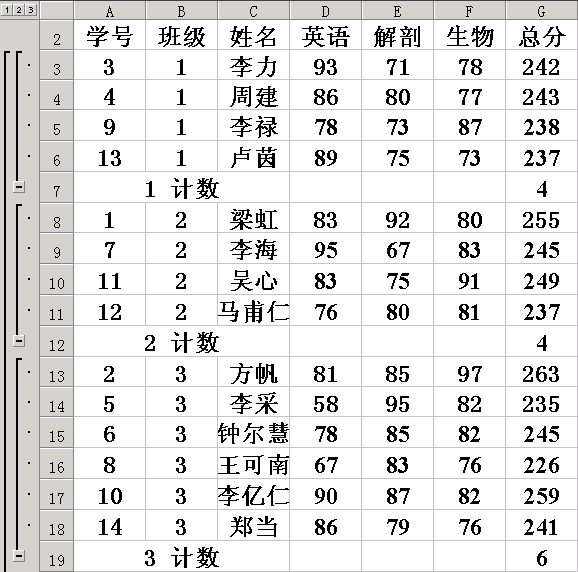 1 2 3 A B C D E F G
2 学号 班级 姓名 英语 解剖 生物 总分
3 3 1 李力 93 71 78 242
4 4 1 周建 86 80 77 243
5 9 1 李禄 78 73 87 238
6 13 1 卢茵 89 75 73 237
7 1 计数 4
8 1 2 梁虹 83 92 80 255
9 7 2 李海 95 67 83 245
10 11 2 吴心 83 75 91 249
11 12 2 马甫仁 76 80 81 237
12 2 计数 4
13 2 3 方帆 81 85 97 263
14 5 3 李采 58 95 82 235
15 6 3 钟尔慧 78 85 82 245
16 8 3 王可南 67 83 76 226
17 10 3 李亿仁 90 87 82 259
18 14 3 郑当 86 79 76 241
19 3 计数 6